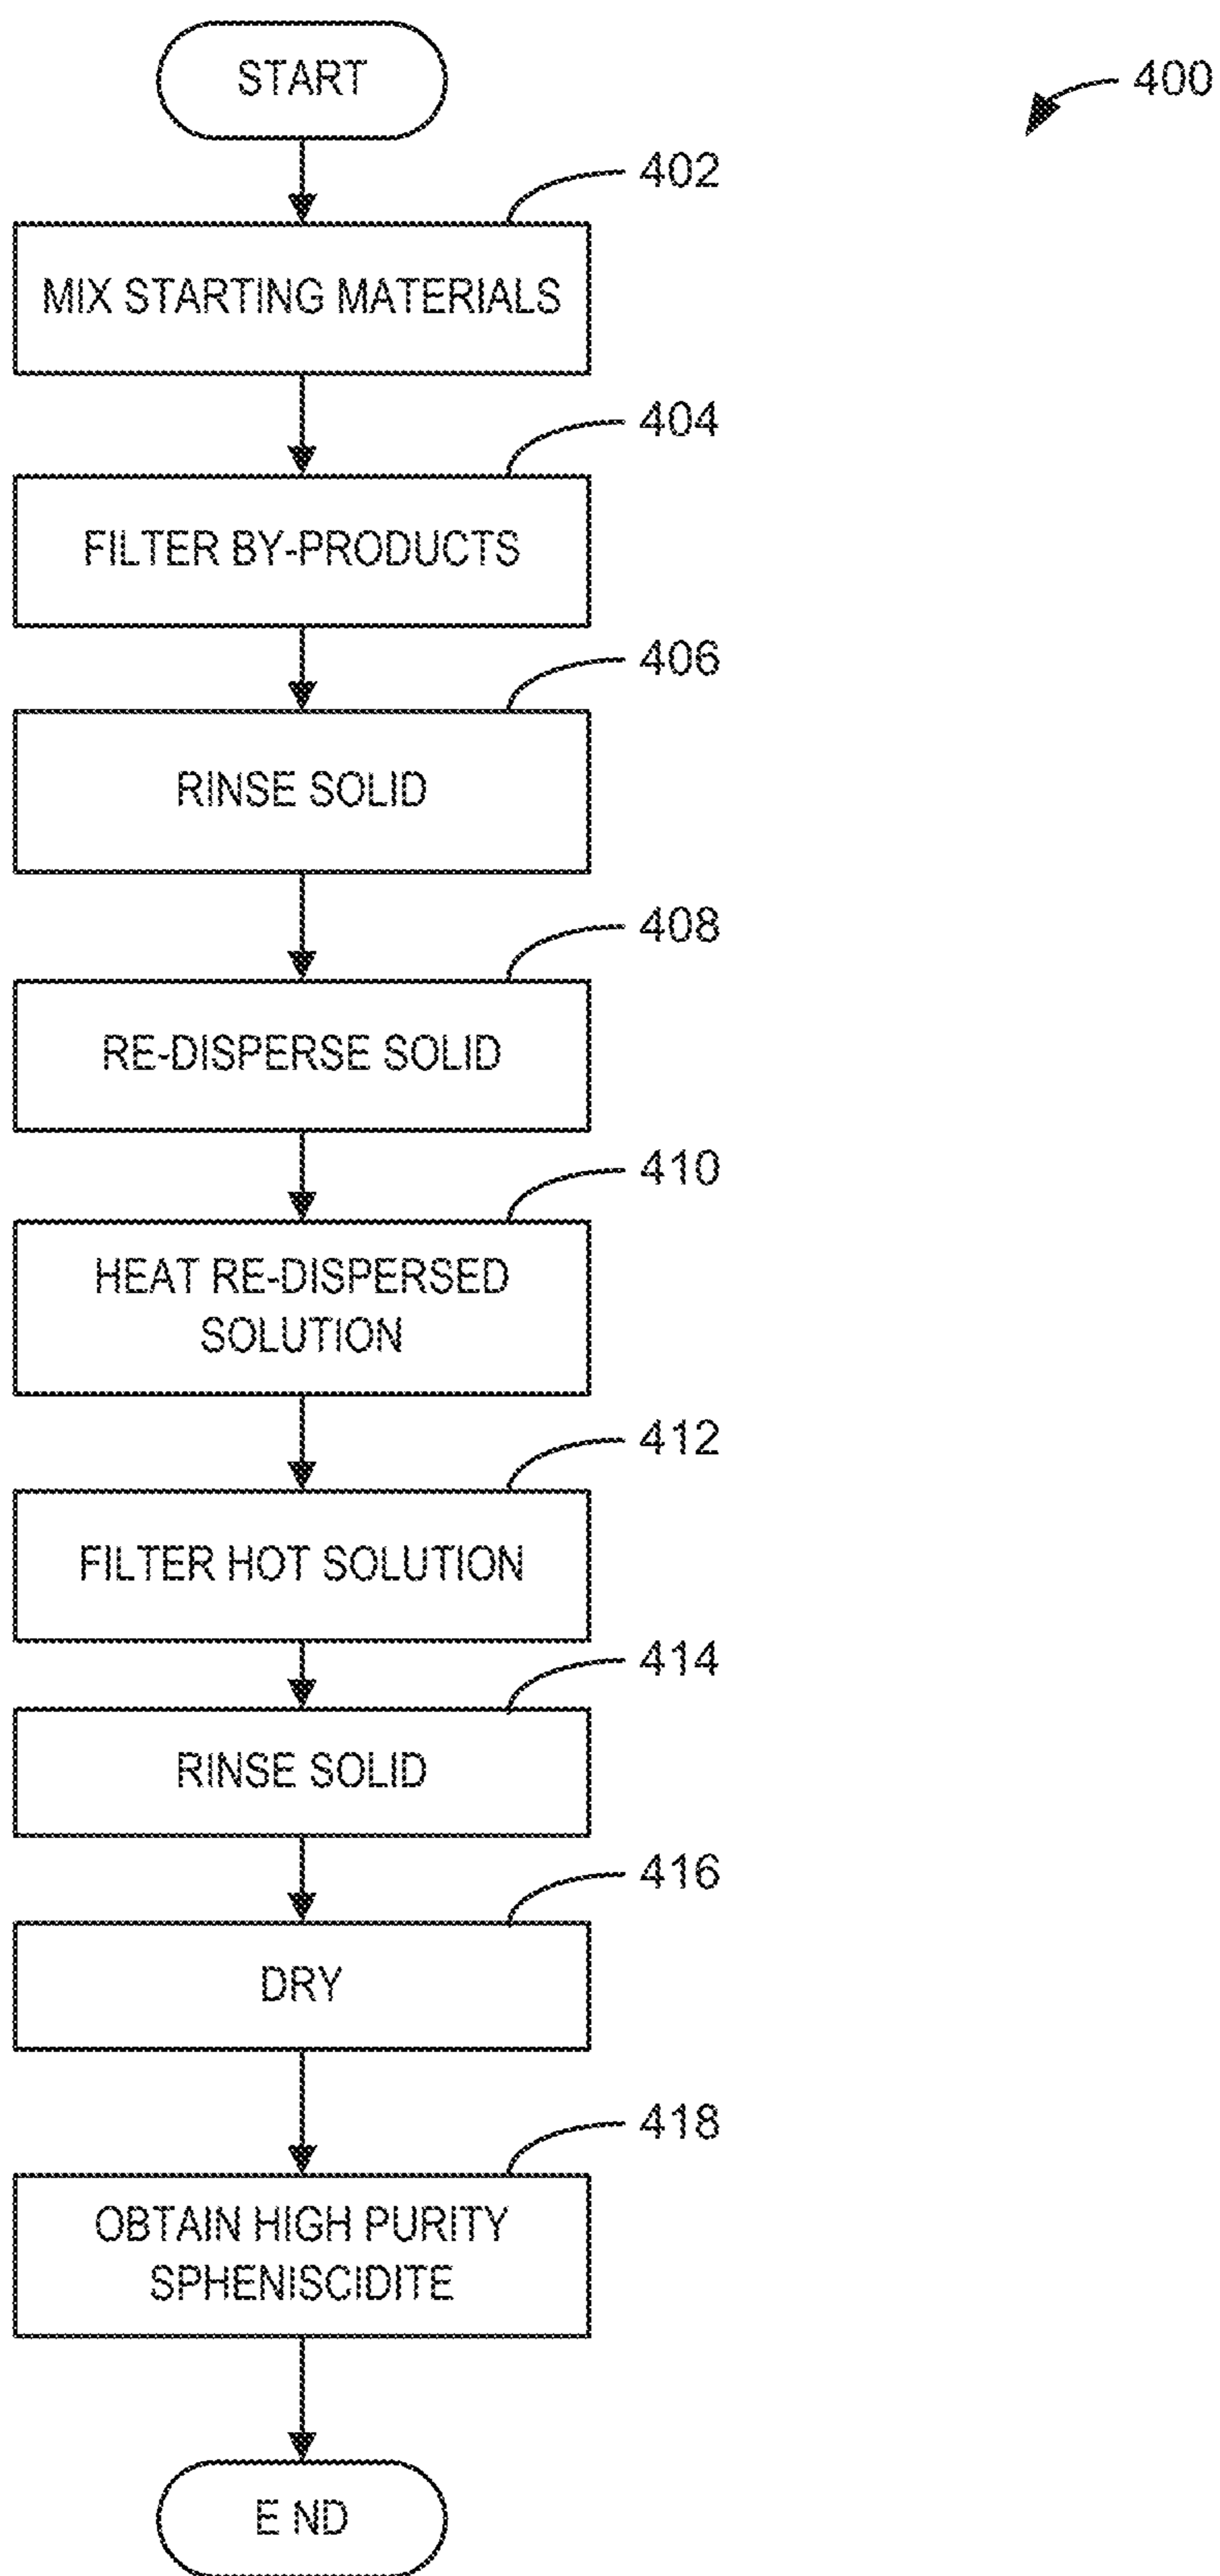 START
400
402
MIX STARTING MATERIALS
404
FILTER BY-PRODUCTS
406
RINSE SOLID
408
RE-DISPERSE SOLID
410
HEAT RE-DISPERSED
SOLUTION
412
FILTER HOT SOLUTION
414
RINSE SOLID
416
DRY
418
OBTAIN HIGH PURITY
SPHENISCIDITE
E ND